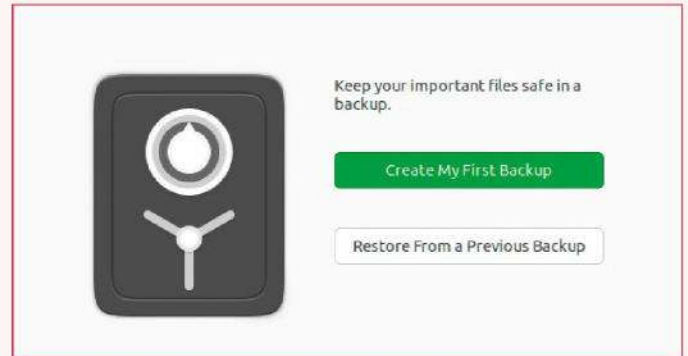 Keep your important files safe in a
backup.
Create My First Backup
Restore From a Previous Backup